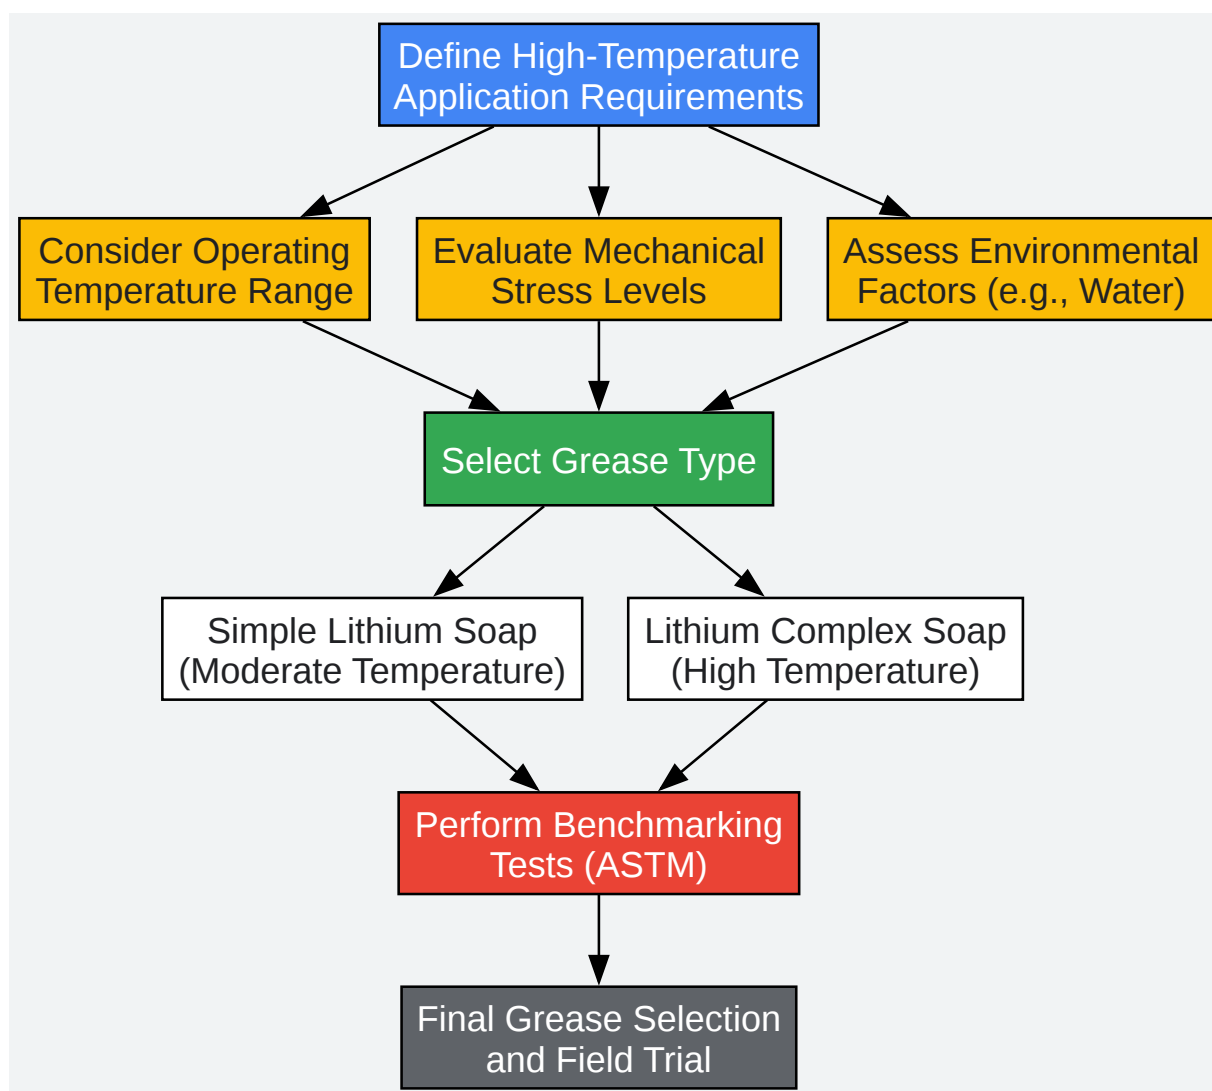 Define High-Temperature
Application Requirements
Consider Operating
Temperature Range
Evaluate Mechanical
Stress Levels
Assess Environmental
Factors (e.g., Water)
Select Grease Type
Simple Lithium Soap
(Moderate Temperature)
Lithium Complex Soap
(High Temperature)
Perform Benchmarking
Tests (ASTM)
Final Grease Selection
and Field Trial